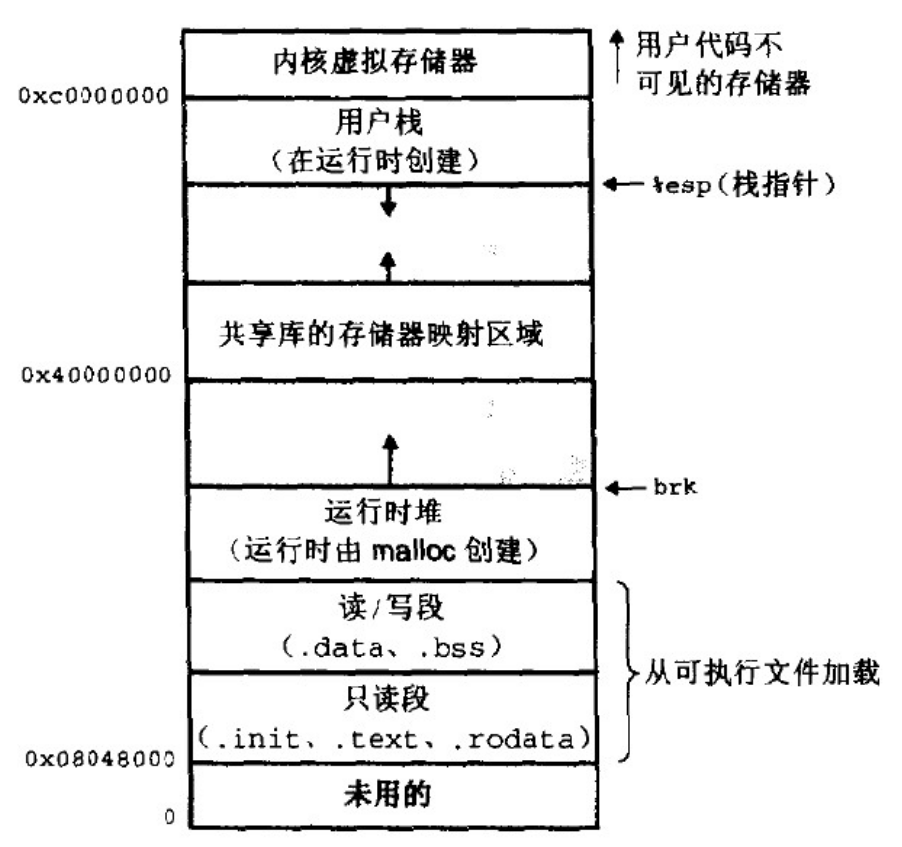 内核虚拟存储器
用户代码不
可见的存储器
0xc0000000
用户栈
（在运行时创建）
%esp(栈指针)
共享库的存储器映射区域
0x40000000
brk
运行时堆
（运行时由 malloc 创建）
读/写段
(.data、.bss)
从可执行文件加载
只读段
(.init、.text、.rodata)
0x08048000
未用的
0